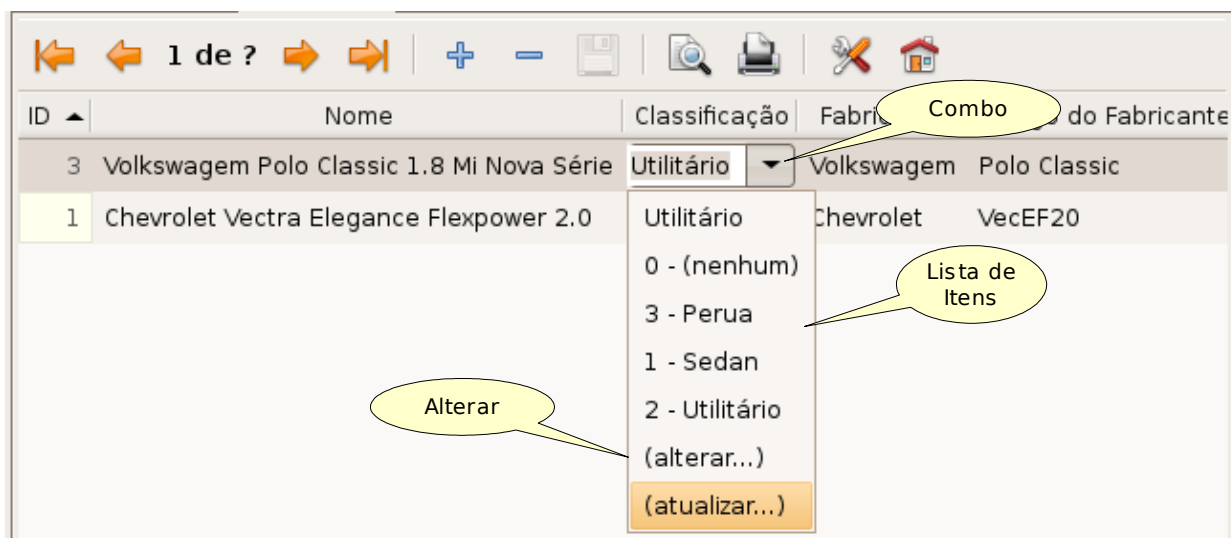 1 de ?
ID Nome Classificação Fabri Combo do Fabricante
3 Volkswagem Polo Classic 1.8 Mi Nova Série Utilitário Volkswagem Polo Classic
1 Chevrolet Vectra Elegance Flexpower 2.0 Utilitário Chevrolet VecEF20
0 - (nenhum)
Lista de
Itens
3 - Perua
1 - Sedan
Alterar
2 - Utilitário
(alterar...)
(atualizar...)